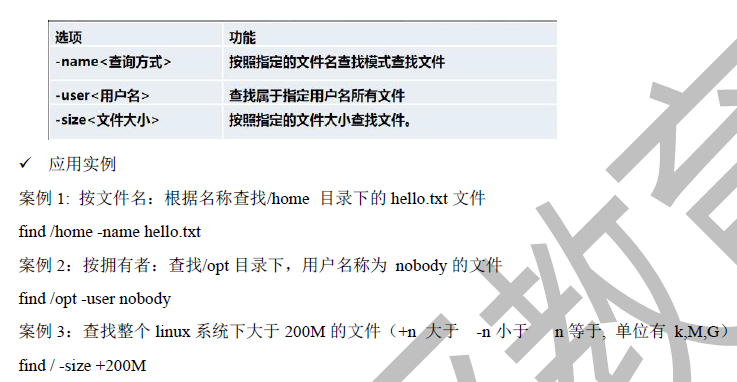 选项 功能
-name<查询方式> 按照指定的文件名查找模式查找文件
-user<用户名> 查找属于指定用户名所有文件
-size<文件大小> 按照指定的文件大小查找文件。
✓ 应用实例
案例 1: 按文件名：根据名称查找/home 目录下的 hello.txt 文件
find /home -name hello.txt
案例 2：按拥有者：查找/opt 目录下，用户名称为 nobody 的文件
find /opt -user nobody
案例 3：查找整个 linux 系统下大于 200M 的文件（+n 大于 -n 小于 n 等于, 单位有 k,M,G）
find / -size +200M
教育